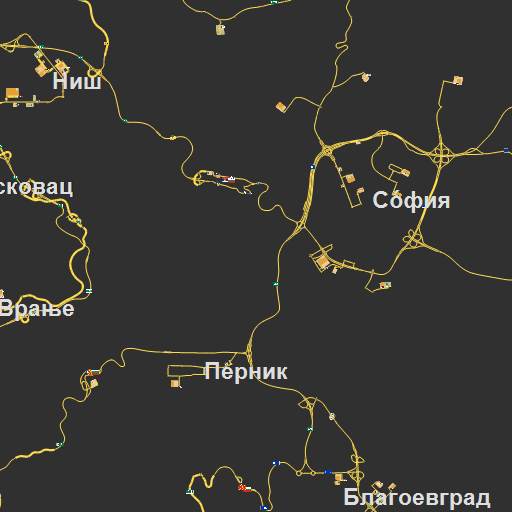 Ниш
сковац
София
Врање
Перник
Благоевград